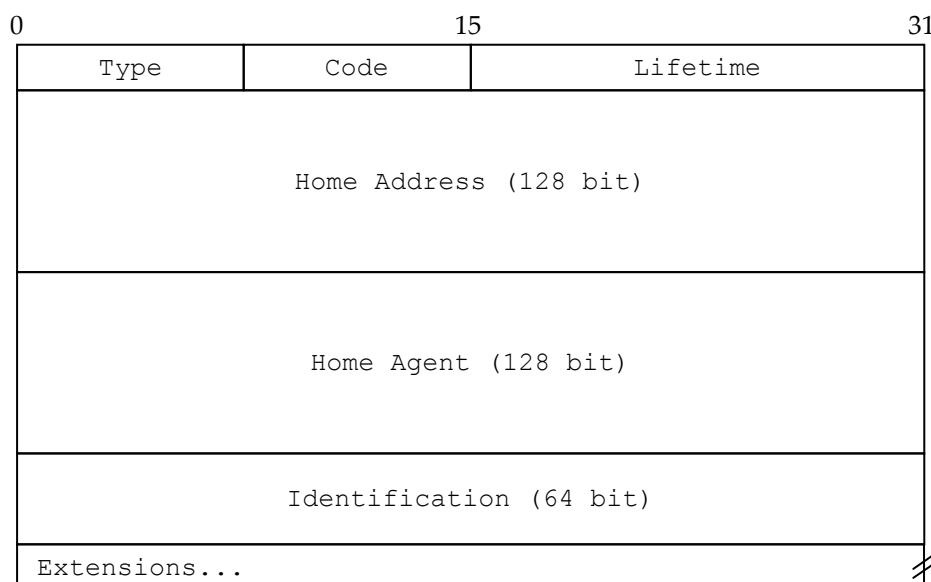 0 15 31
Type Code Lifetime
Home Address (128 bit)
Home Agent (128 bit)
Identification (64 bit)
Extensions...